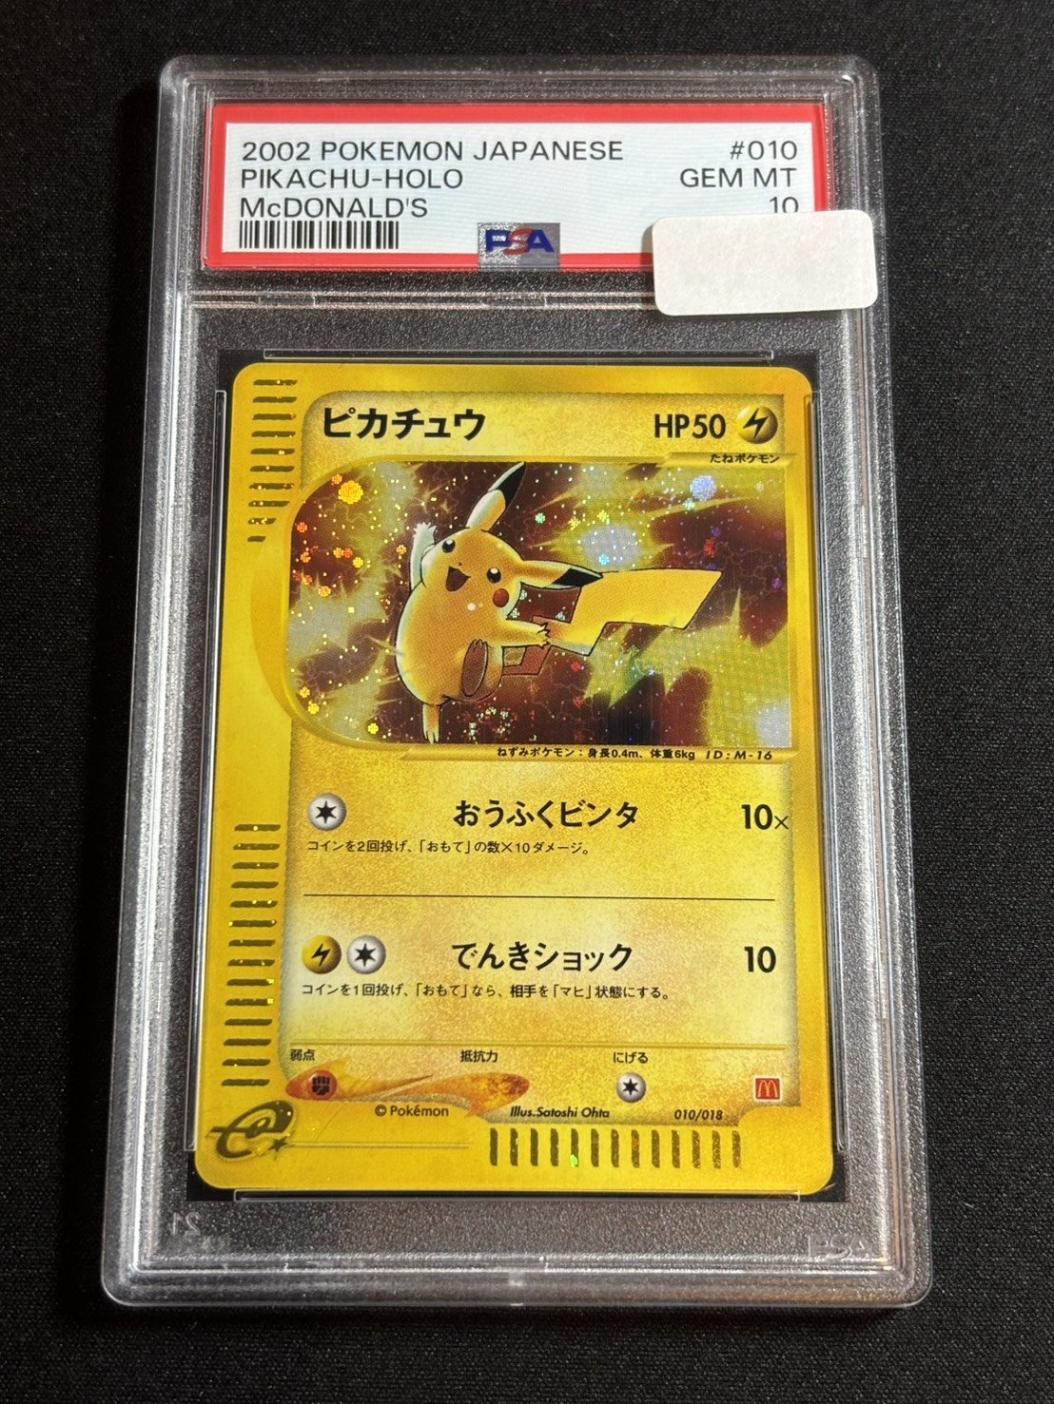 2002 POKEMON JAPANESE #010
PIKACHU-HOLO GEM MT
McDONALD'S 10
PSA
ピカチュウ HP50
たねポケモン
ねずみポケモン：身長0.4m、体重6kg ID:M-16
おうふくビンタ 10×
コインを2回投げ、「おもて」の数×10ダメージ。
でんきショック 10
コインを1回投げ、「おもて」なら、相手を「マヒ」状態にする。
弱点 抵抗力 にげる
© Pokémon Illus.Satoshi Ohta 010/018
e